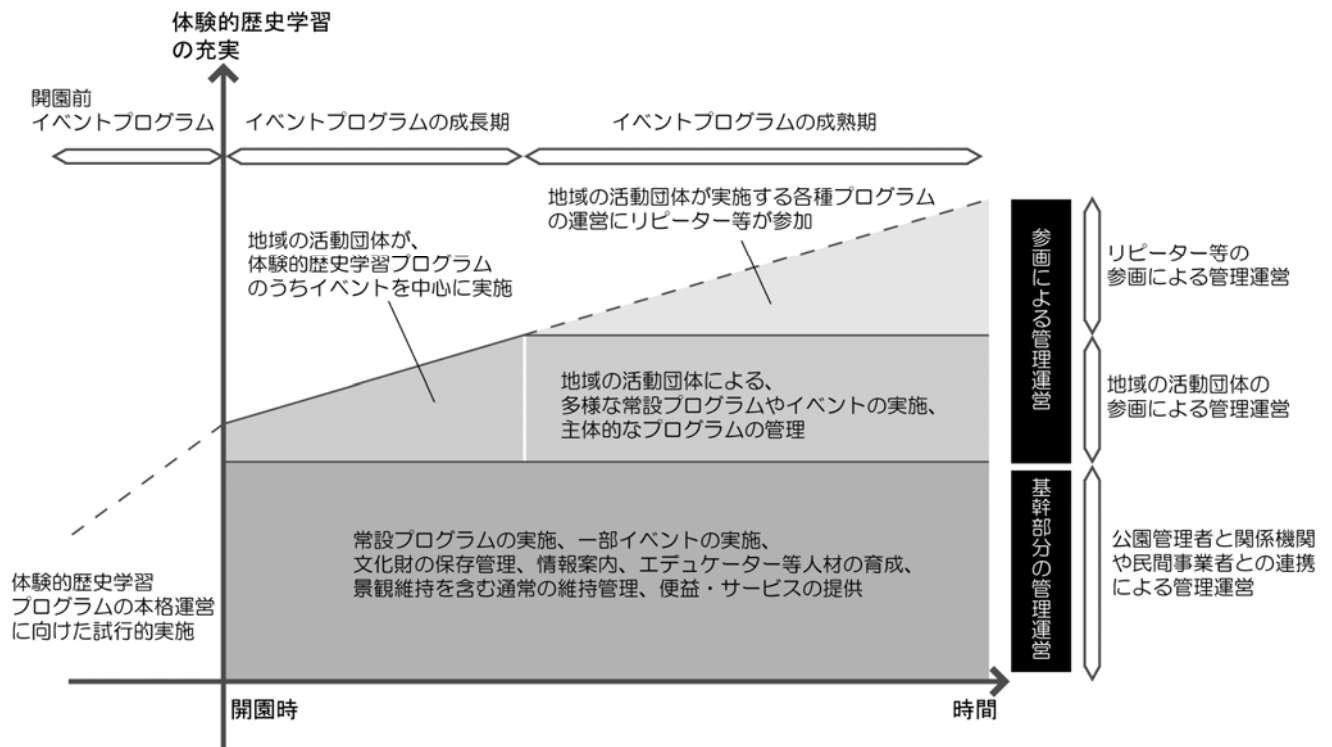 体験的歴史学習
の充実
開園前
イベントプログラム
イベントプログラムの成長期
イベントプログラムの成熟期
地域の活動団体が実施する各種プログラム
の運営にリピーター等が参加
地域の活動団体が、
体験的歴史学習プログラム
のうちイベントを中心に実施
地域の活動団体による、
多様な常設プログラムやイベントの実施、
主体的なプログラムの管理
常設プログラムの実施、一部イベントの実施、
文化財の保存管理、情報案内、エデュケーター等人材の育成、
景観維持を含む通常の維持管理、便益・サービスの提供
体験的歴史学習
プログラムの本格運営
に向けた試行的実施
開園時
時間
参画による管理運営
基幹部分の管理運営
リピーター等の
参画による管理運営
地域の活動団体の
参画による管理運営
公園管理者と関係機関
や民間事業者との連携
による管理運営